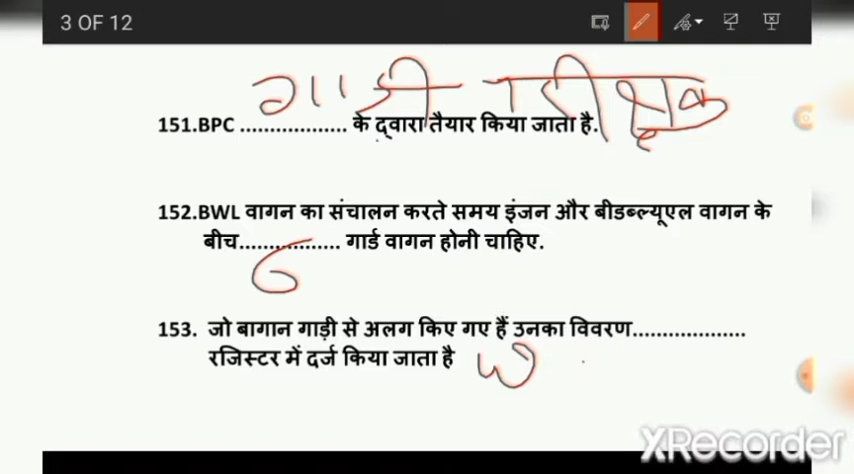 3 OF 12
गाडी परीक्षक
151.BPC .................. के द्वारा तैयार किया जाता है.
152.BWL वागन का संचालन करते समय इंजन और बीडब्ल्यूएल वागन के
बीच................. गार्ड वागन होनी चाहिए.
6
153. जो बागान गाड़ी से अलग किए गए हैं उनका विवरण...................
रजिस्टर में दर्ज किया जाता है
XRecorder